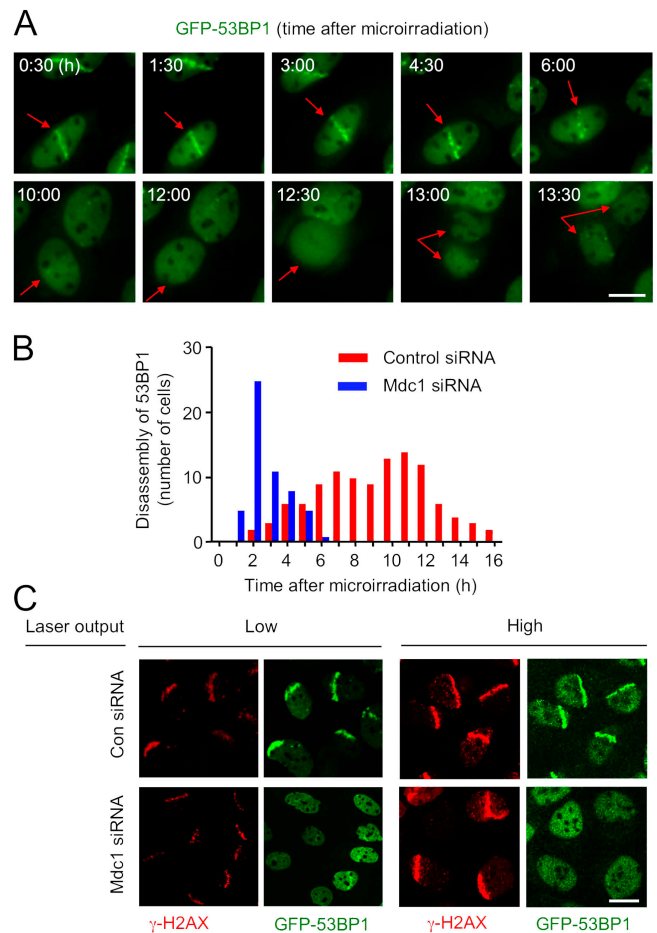 A
GFP-53BP1 (time after microirradiation)
0:30 (h)
1:30
3:00
4:30
6:00
10:00
12:00
12:30
13:00
13:30
B
Disassembly of 53BP1
(number of cells)
30
20
10
0
Control siRNA
Mdc1 siRNA
0 2 4 6 8 10 12 14 16
Time after microirradiation (h)
C
Laser output
Low
High
Con siRNA
Mdc1 siRNA
γ-H2AX
GFP-53BP1
γ-H2AX
GFP-53BP1